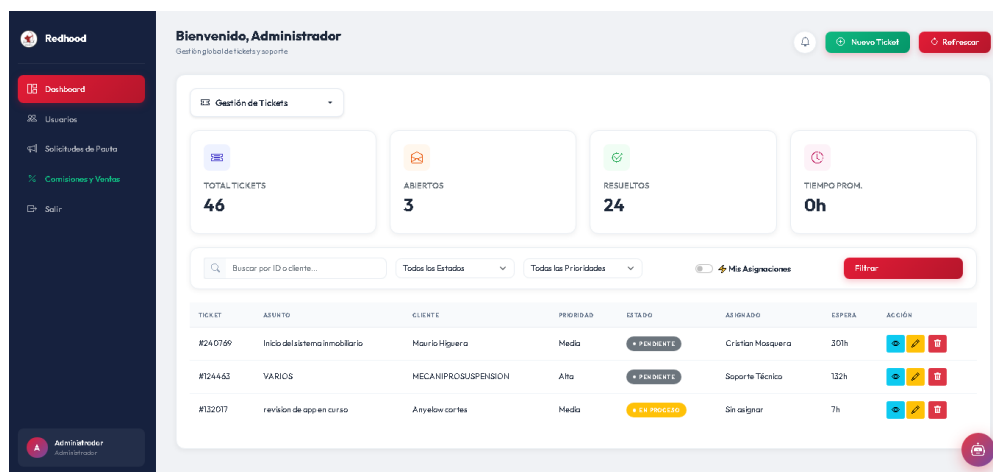 Redhood
Dashboard
Usuarios
Solicitudes de Pauta
Comisiones y Ventas
Salir
A
Administrador
Administrador
Bienvenido, Administrador
Gestión global de tickets y soporte
Nuevo Ticket
Refrescar
Gestión de Tickets
TOTAL TICKETS
46
ABIERTOS
3
RESUELTOS
24
TIEMPO PROM.
0h
Buscar por ID o cliente...
Todos los Estados
Todas las Prioridades
Mis Asignaciones
Filtrar
TICKET ASUNTO CLIENTE PRIORIDAD ESTADO ASIGNADO ESPERA ACCIÓN
#240769 Inicio del sistema inmobiliario Maurio Higuera Media PENDIENTE Cristian Mosquera 301h
#124463 VARIOS MECANIPROSUSPENSION Alta PENDIENTE Soporte Técnico 132h
#132017 revision de app en curso Anyelow cortes Media EN PROCESO Sin asignar 7h